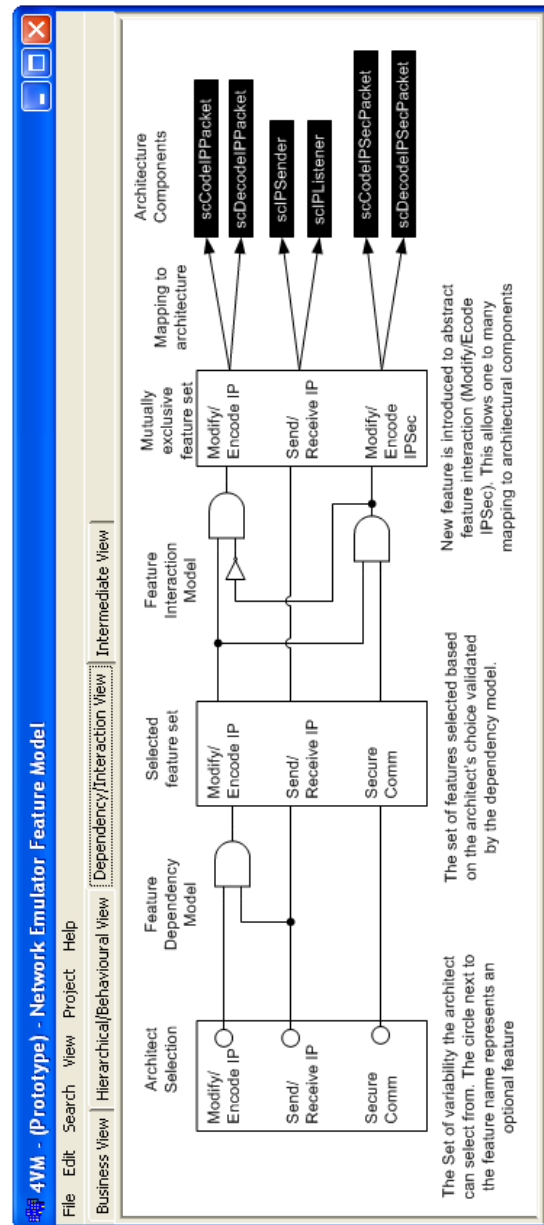 4VM - (Prototype) - Network Emulator Feature Model
File Edit Search View Project Help
Business View Hierarchical/Behavioural View Dependency/Interaction View Intermediate View
Architect
Selection
Feature
Dependency
Model
Selected
feature set
Feature
Interaction
Model
Mutually
exclusive
feature set
Mapping to
architecture
Architecture
Components
Modify/
Encode IP
Send/
Receive IP
Secure
Comm
Modify/
Encode IP
Send/
Receive IP
Secure
Comm
Modify/
Encode IP
Send/
Receive IP
Modify/
Encode
IPSec
scCodeIPPacket
scDecodeIPPacket
scIPSender
scIPListener
scCodeIPSecPacket
scDecodeIPSecPacket
The Set of variability the architect
can select from. The circle next to
the feature name represents an
optional feature
The set of features selected based
on the architect's choice validated
by the dependency model.
New feature is introduced to abstract
feature interaction (Modify/Ecode
IPSec). This allows one to many
mapping to architectural components